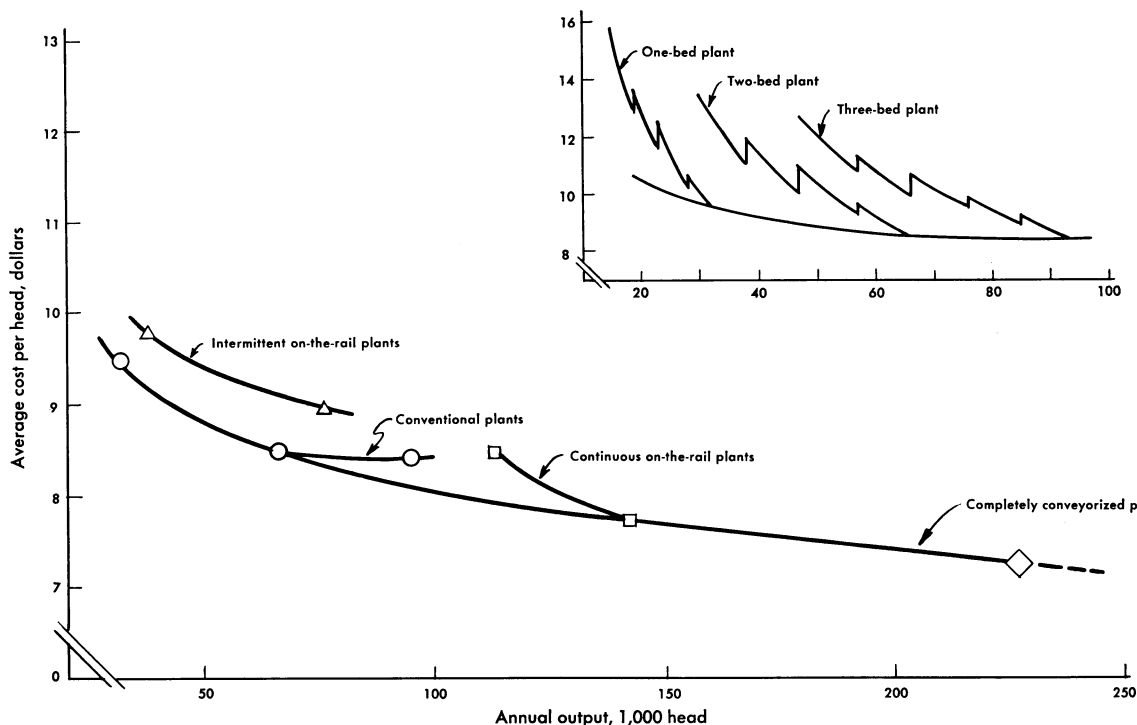 16
14
12
10
8
One-bed plant
Two-bed plant
Three-bed plant
20
40
60
80
100
13
12
11
10
9
8
7
0
Average cost per head, dollars
Intermittent on-the-rail plants
Conventional plants
Continuous on-the-rail plants
Completely conveyorized p
50
100
150
200
250
Annual output, 1,000 head